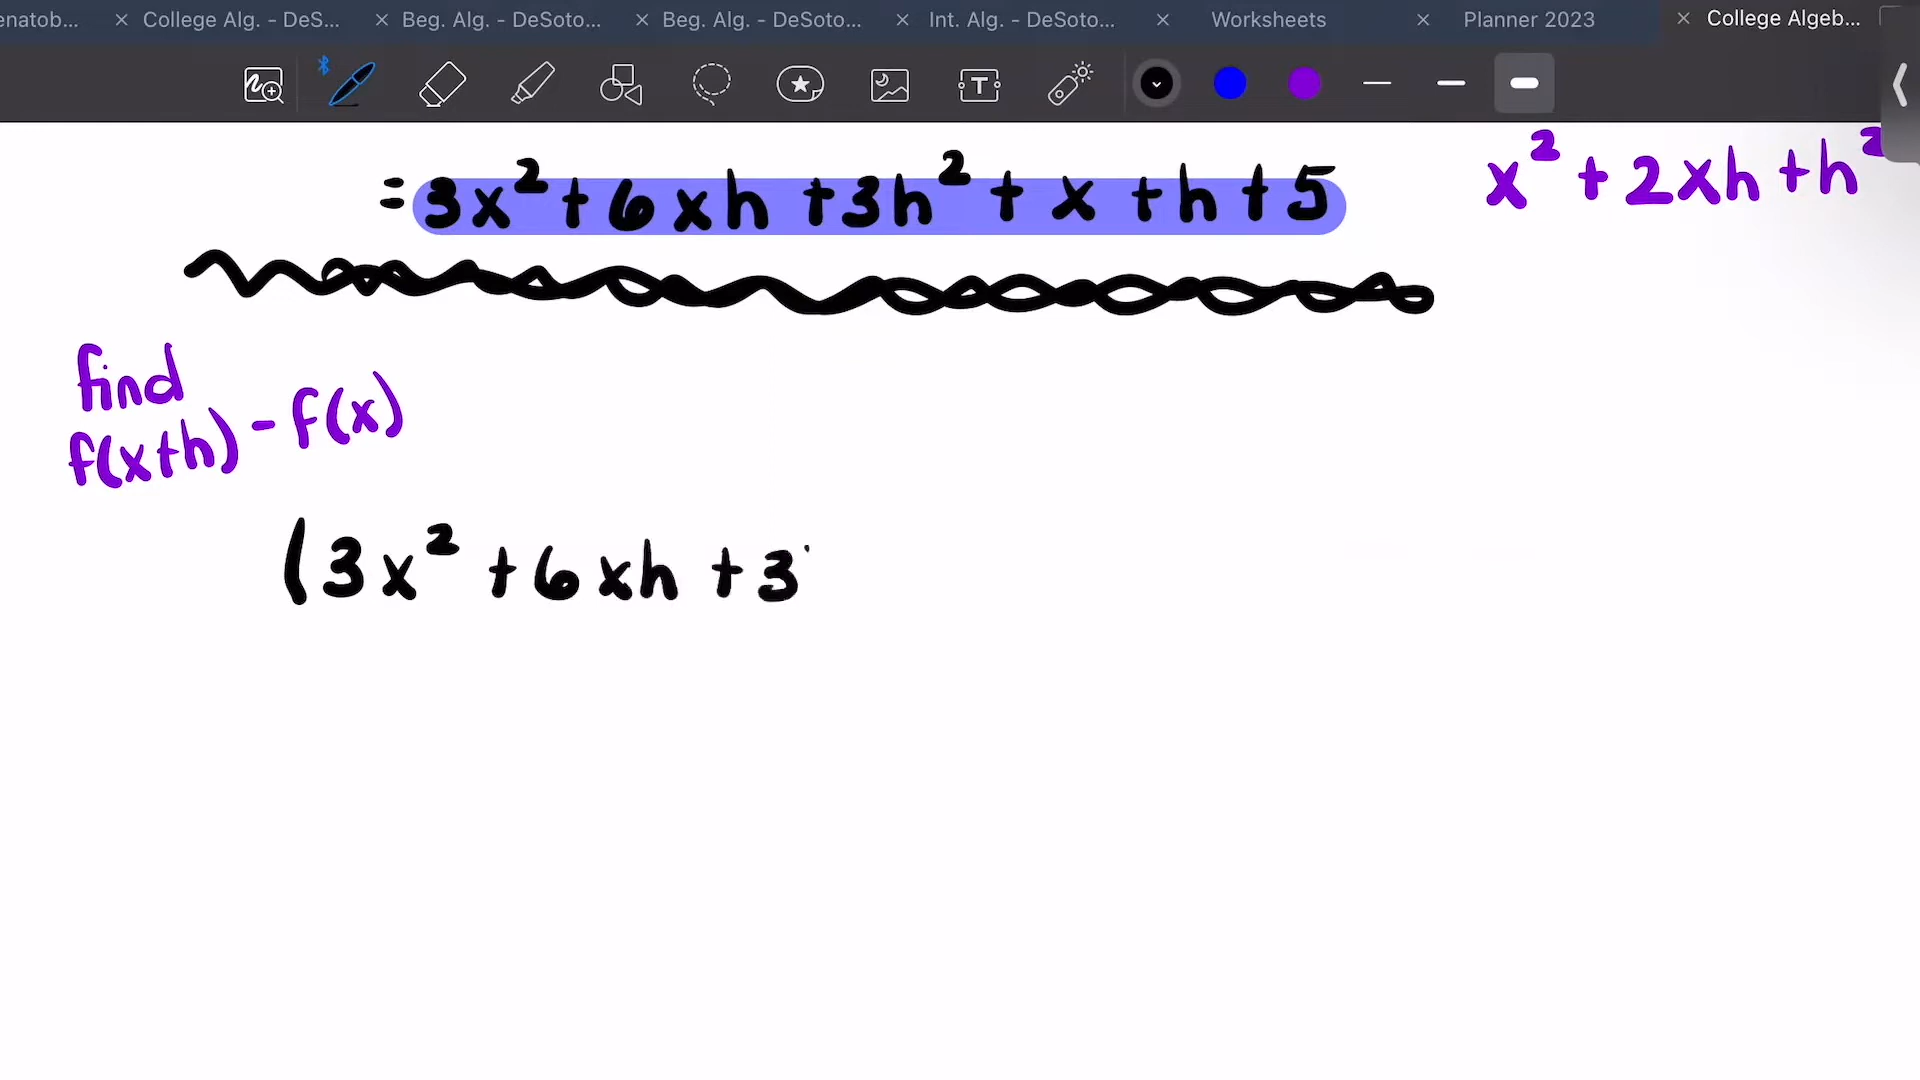 enatob... College Alg. - DeS... Beg. Alg. - DeSoto... Beg. Alg. - DeSoto... Int. Alg. - DeSoto... Worksheets Planner 2023 College Algeb...
= 3x² + 6xh + 3h² + x + h + 5
x² + 2xh + h²
find
f(x+h) - f(x)
(3x² + 6xh + 3